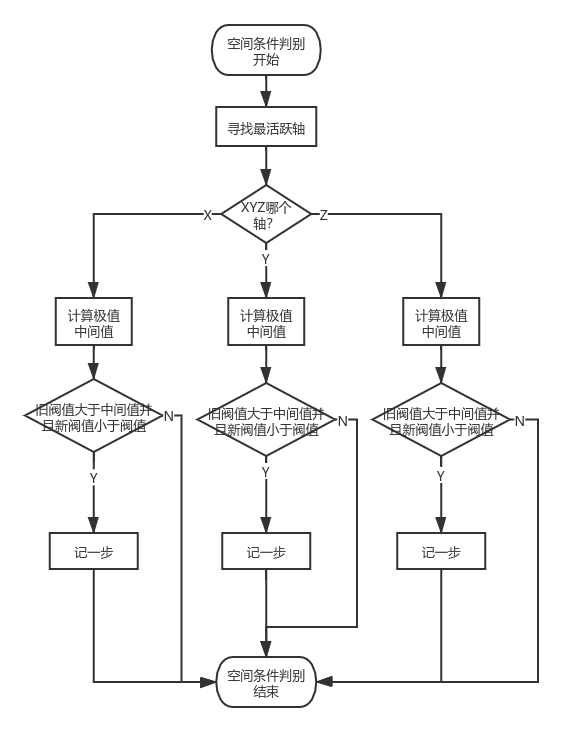 空间条件判别
开始
寻找最活跃轴
XYZ哪个
轴?
X
Z
Y
计算极值
中间值
计算极值
中间值
计算极值
中间值
旧阀值大于中间值并
且新阀值小于阀值
N
旧阀值大于中间值并
且新阀值小于阀值
N
旧阀值大于中间值并
且新阀值小于阀值
N
Y
Y
Y
记一步
记一步
记一步
空间条件判别
结束